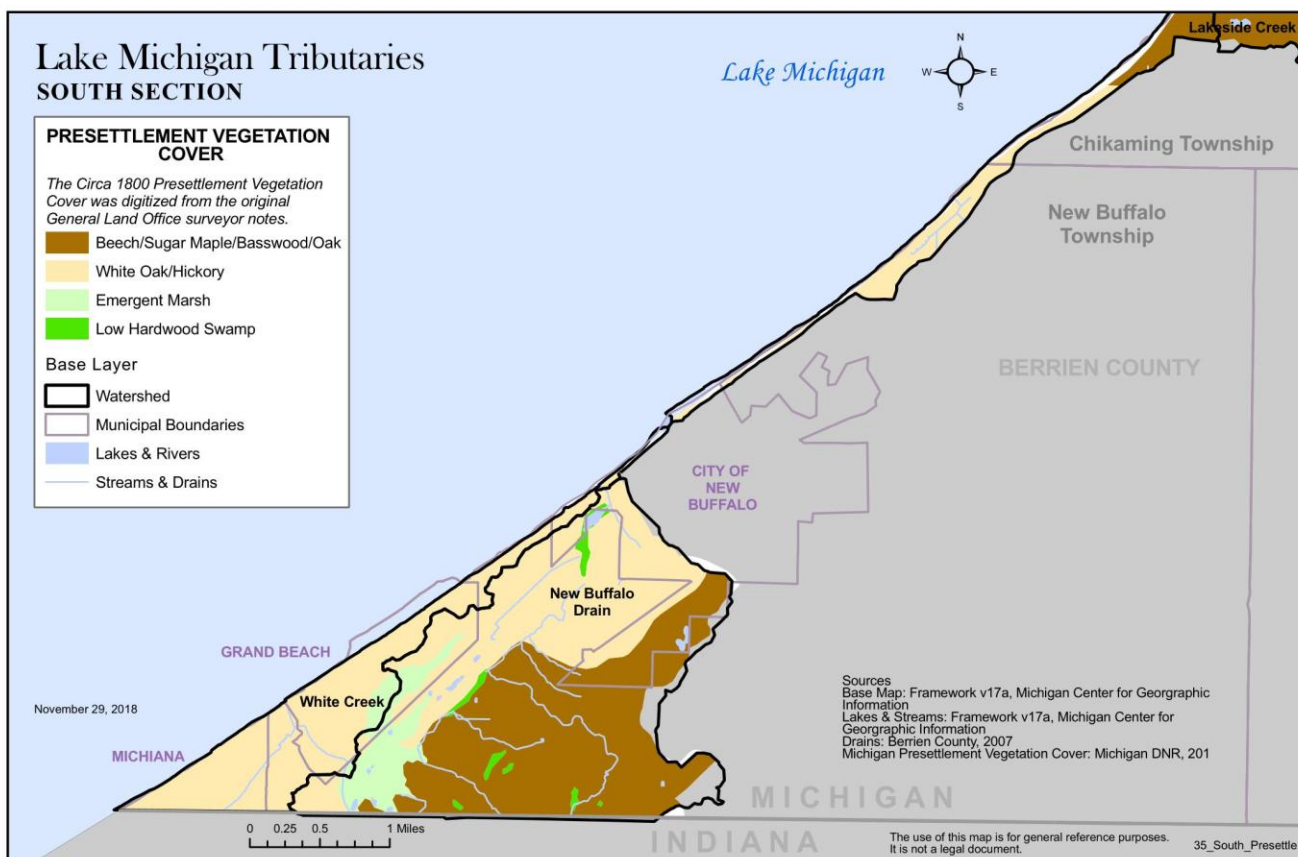 Lake Michigan Tributaries
SOUTH SECTION
PRESETTLEMENT VEGETATION
COVER
The Circa 1800 Presettlement Vegetation
Cover was digitized from the original
General Land Office surveyor notes.
Beech/Sugar Maple/Basswood/Oak
White Oak/Hickory
Emergent Marsh
Low Hardwood Swamp
Base Layer
Watershed
Municipal Boundaries
Lakes & Rivers
Streams & Drains
Lake Michigan
N
W
E
S
Lakeside Creek
Chikaming Township
New Buffalo
Township
BERRIEN COUNTY
CITY OF
NEW
BUFFALO
New Buffalo
Drain
GRAND BEACH
White Creek
MICHIANA
November 29, 2018
Sources
Base Map: Framework v17a, Michigan Center for Georgraphic
Information
Lakes & Streams: Framework v17a, Michigan Center for
Georgraphic Information
Drains: Berrien County, 2007
Michigan Presettlement Vegetation Cover: Michigan DNR, 201
MICHIGAN
INDIANA
0 0.25 0.5 1 Miles
The use of this map is for general reference purposes.
It is not a legal document.
35_South_Presettle